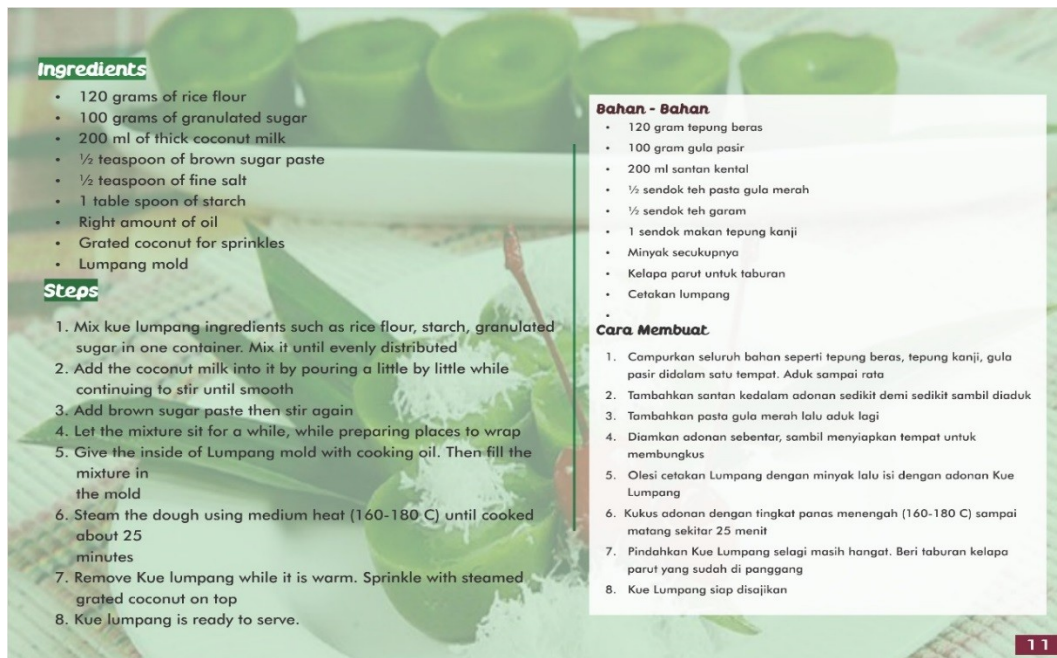 Ingredients
• 120 grams of rice flour
• 100 grams of granulated sugar
• 200 ml of thick coconut milk
• ½ teaspoon of brown sugar paste
• ½ teaspoon of fine salt
• 1 table spoon of starch
• Right amount of oil
• Grated coconut for sprinkles
• Lumpang mold
Steps
1. Mix kue lumpang ingredients such as rice flour, starch, granulated
sugar in one container. Mix it until evenly distributed
2. Add the coconut milk into it by pouring a little by little while
continuing to stir until smooth
3. Add brown sugar paste then stir again
4. Let the mixture sit for a while, while preparing places to wrap
5. Give the inside of Lumpang mold with cooking oil. Then fill the
mixture in
the mold
6. Steam the dough using medium heat (160-180 C) until cooked
about 25
minutes
7. Remove Kue lumpang while it is warm. Sprinkle with steamed
grated coconut on top
8. Kue lumpang is ready to serve.
Bahan - Bahan
• 120 gram tepung beras
• 100 gram gula pasir
• 200 ml santan kental
• ½ sendok teh pasta gula merah
• ½ sendok teh garam
• 1 sendok makan tepung kanji
• Minyak secukupnya
• Kelapa parut untuk taburan
• Cetakan lumpang
•
Cara Membuat
1. Campurkan seluruh bahan seperti tepung beras, tepung kanji, gula
pasir didalam satu tempat. Aduk sampai rata
2. Tambahkan santan kedalam adonan sedikit demi sedikit sambil diaduk
3. Tambahkan pasta gula merah lalu aduk lagi
4. Diamkan adonan sebentar, sambil menyiapkan tempat untuk
membungkus
5. Olesi cetakan Lumpang dengan minyak lalu isi dengan adonan Kue
Lumpang
6. Kukus adonan dengan tingkat panas menengah (160-180 C) sampai
matang sekitar 25 menit
7. Pindahkan Kue Lumpang selagi masih hangat. Beri taburan kelapa
parut yang sudah di panggang
8. Kue Lumpang siap disajikan
11